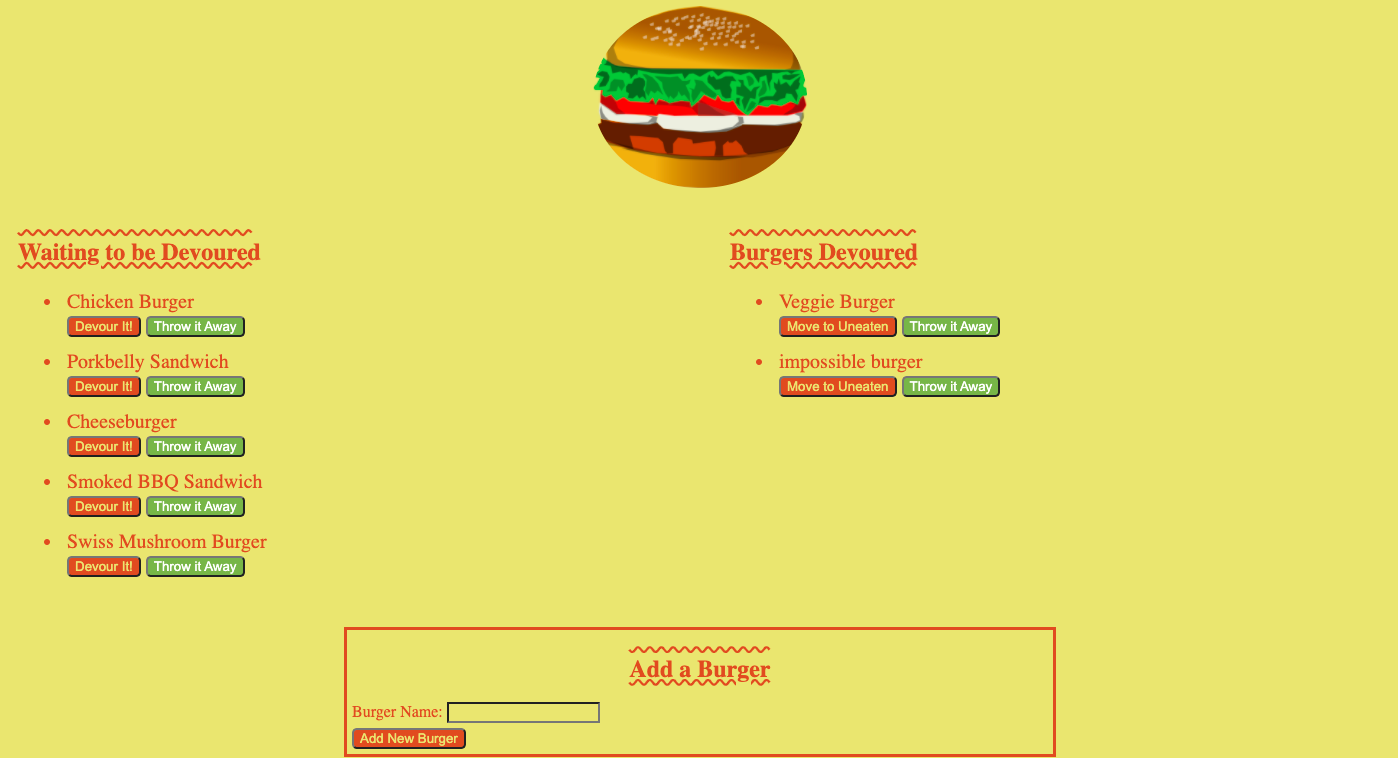 Waiting to be Devoured
Chicken Burger
Devour It! Throw it Away
Porkbelly Sandwich
Devour It! Throw it Away
Cheeseburger
Devour It! Throw it Away
Smoked BBQ Sandwich
Devour It! Throw it Away
Swiss Mushroom Burger
Devour It! Throw it Away
Burgers Devoured
Veggie Burger
Move to Uneaten Throw it Away
impossible burger
Move to Uneaten Throw it Away
Add a Burger
Burger Name:
Add New Burger